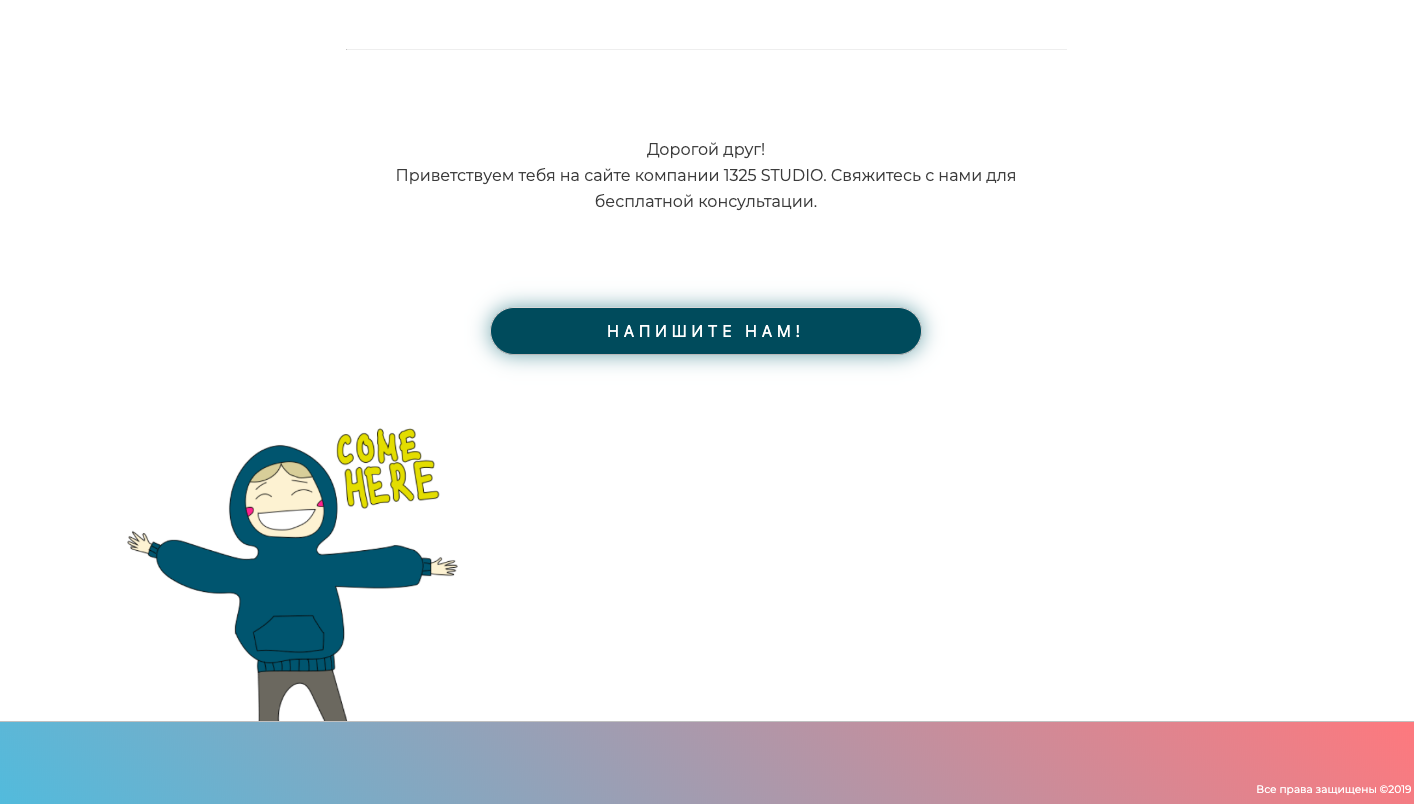 Дорогой друг!
Приветствуем тебя на сайте компании 1325 STUDIO. Свяжитесь с нами для
бесплатной консультации.
НАПИШИТЕ НАМ!
COME
HERE
Все права защищены ©2019